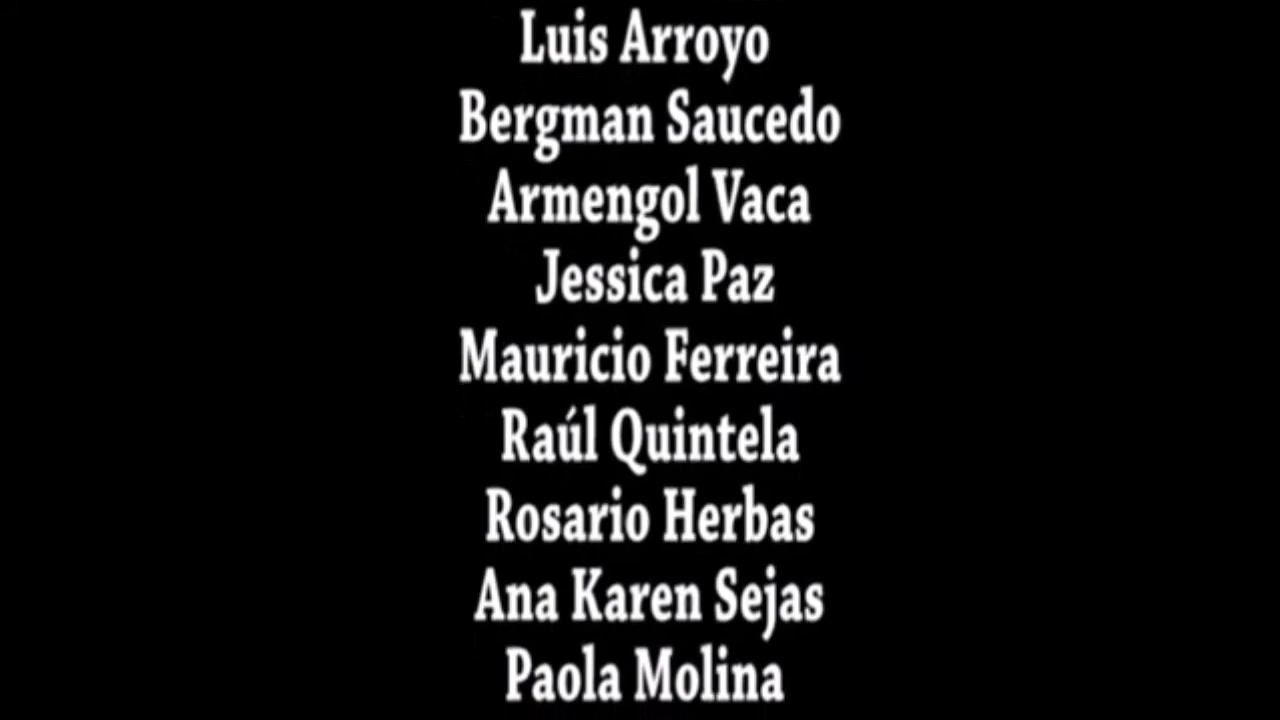 Luis Arroyo
Bergman Saucedo
Armengol Vaca
Jessica Paz
Mauricio Ferreira
Raúl Quintela
Rosario Herbas
Ana Karen Sejas
Paola Molina